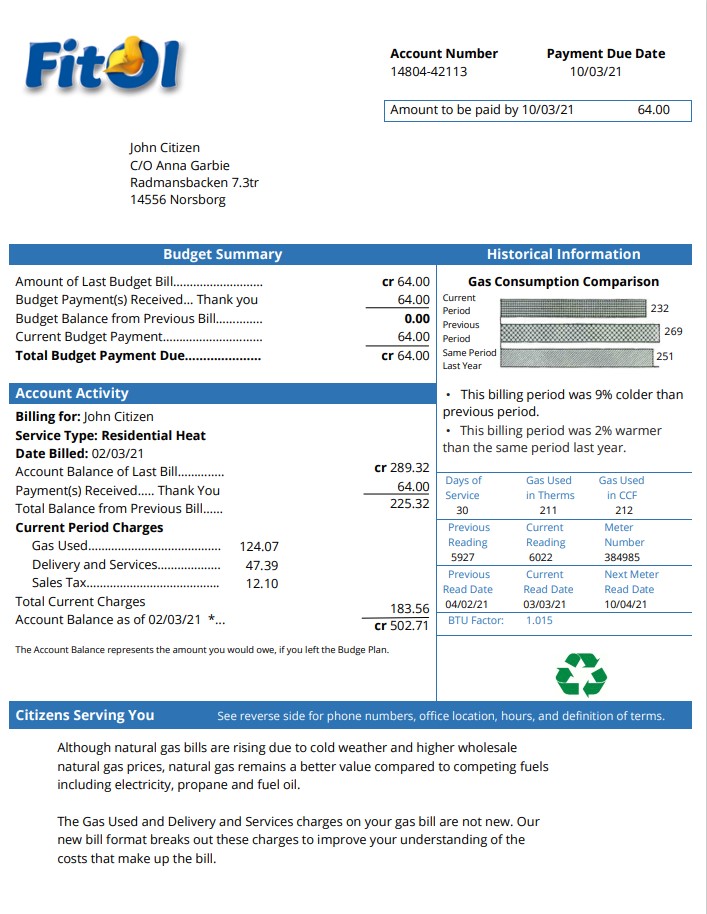 FitOl
Account Number Payment Due Date
14804-42113 10/03/21
Amount to be paid by 10/03/21 64.00
John Citizen
C/O Anna Garbie
Radmansbacken 7.3tr
14556 Norsborg
Budget Summary
Amount of Last Budget Bill........................... cr 64.00
Budget Payment(s) Received... Thank you 64.00
Budget Balance from Previous Bill.............. 0.00
Current Budget Payment.............................. 64.00
Total Budget Payment Due..................... cr 64.00
Account Activity
Billing for: John Citizen
Service Type: Residential Heat
Date Billed: 02/03/21
Account Balance of Last Bill.............. cr 289.32
Payment(s) Received..... Thank You 64.00
Total Balance from Previous Bill...... 225.32
Current Period Charges
Gas Used........................................ 124.07
Delivery and Services................... 47.39
Sales Tax........................................ 12.10
Total Current Charges 183.56
Account Balance as of 02/03/21 *... cr 502.71
The Account Balance represents the amount you would owe, if you left the Budge Plan.
Historical Information
Gas Consumption Comparison
Current
Period 232
Previous
Period 269
Same Period
Last Year 251
• This billing period was 9% colder than
previous period.
• This billing period was 2% warmer
than the same period last year.
Days of Gas Used Gas Used
Service in Therms in CCF
30 211 212
Previous Current Meter
Reading Reading Number
5927 6022 384985
Previous Current Next Meter
Read Date Read Date Read Date
04/02/21 03/03/21 10/04/21
BTU Factor: 1.015
Citizens Serving You See reverse side for phone numbers, office location, hours, and definition of terms.
Although natural gas bills are rising due to cold weather and higher wholesale
natural gas prices, natural gas remains a better value compared to competing fuels
including electricity, propane and fuel oil.
The Gas Used and Delivery and Services charges on your gas bill are not new. Our
new bill format breaks out these charges to improve your understanding of the
costs that make up the bill.